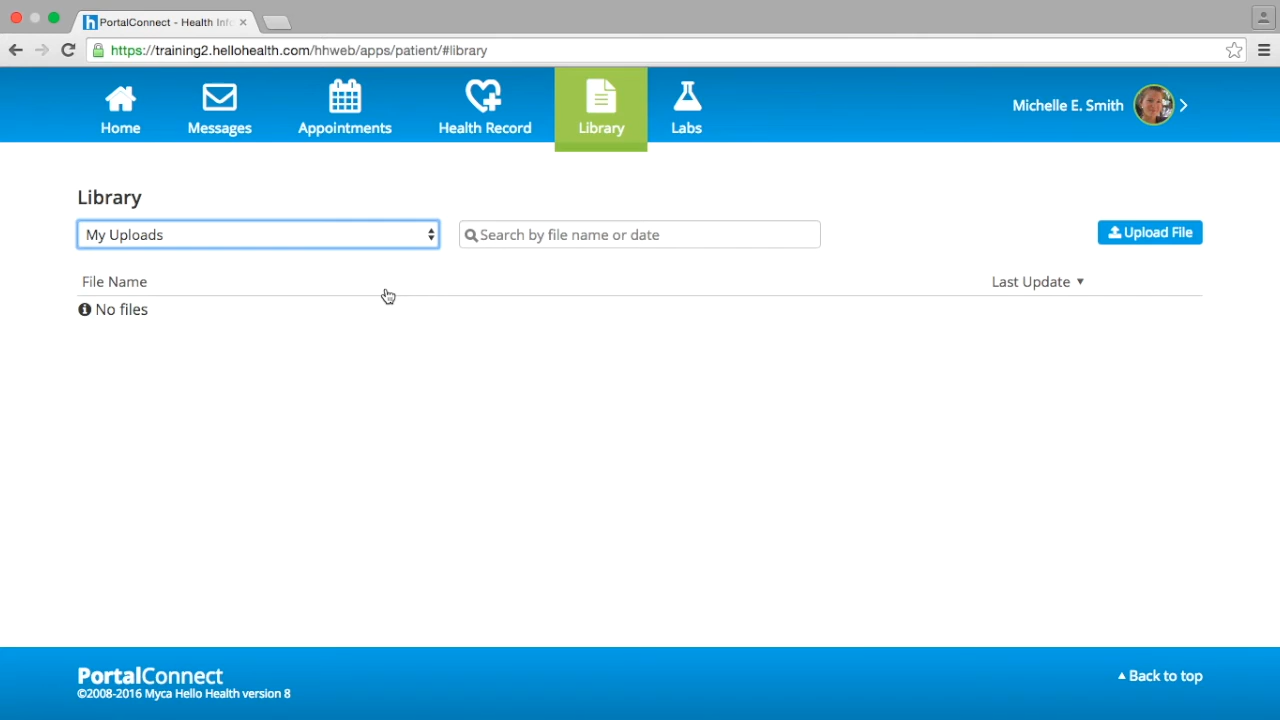 PortalConnect - Health Info
https://training2.hellohealth.com/hhweb/apps/patient/#library
Home
Messages
Appointments
Health Record
Library
Labs
Michelle E. Smith
Library
My Uploads
Search by file name or date
Upload File
File Name
Last Update
No files
PortalConnect
©2008-2016 Myca Hello Health version 8
Back to top